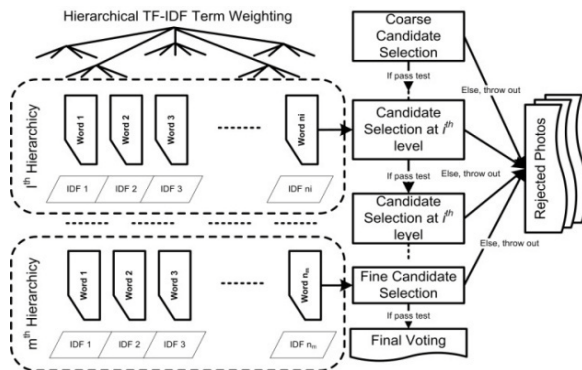 Hierarchical TF-IDF Term Weighting
Coarse
Candidate
Selection
If pass test
Else, throw out
iᵗʰ Hierarchicy
Word 1
Word 2
Word 3
Word ni
IDF 1
IDF 2
IDF 3
IDF ni
Candidate
Selection at iᵗʰ
level
If pass test
Else, throw out
Candidate
Selection at iᵗʰ
level
Else, throw out
Rejected Photos
mᵗʰ Hierarchy
Word 1
Word 2
Word 3
Word nₘ
IDF 1
IDF 2
IDF 3
IDF nₘ
Fine Candidate
Selection
If pass test
Final Voting